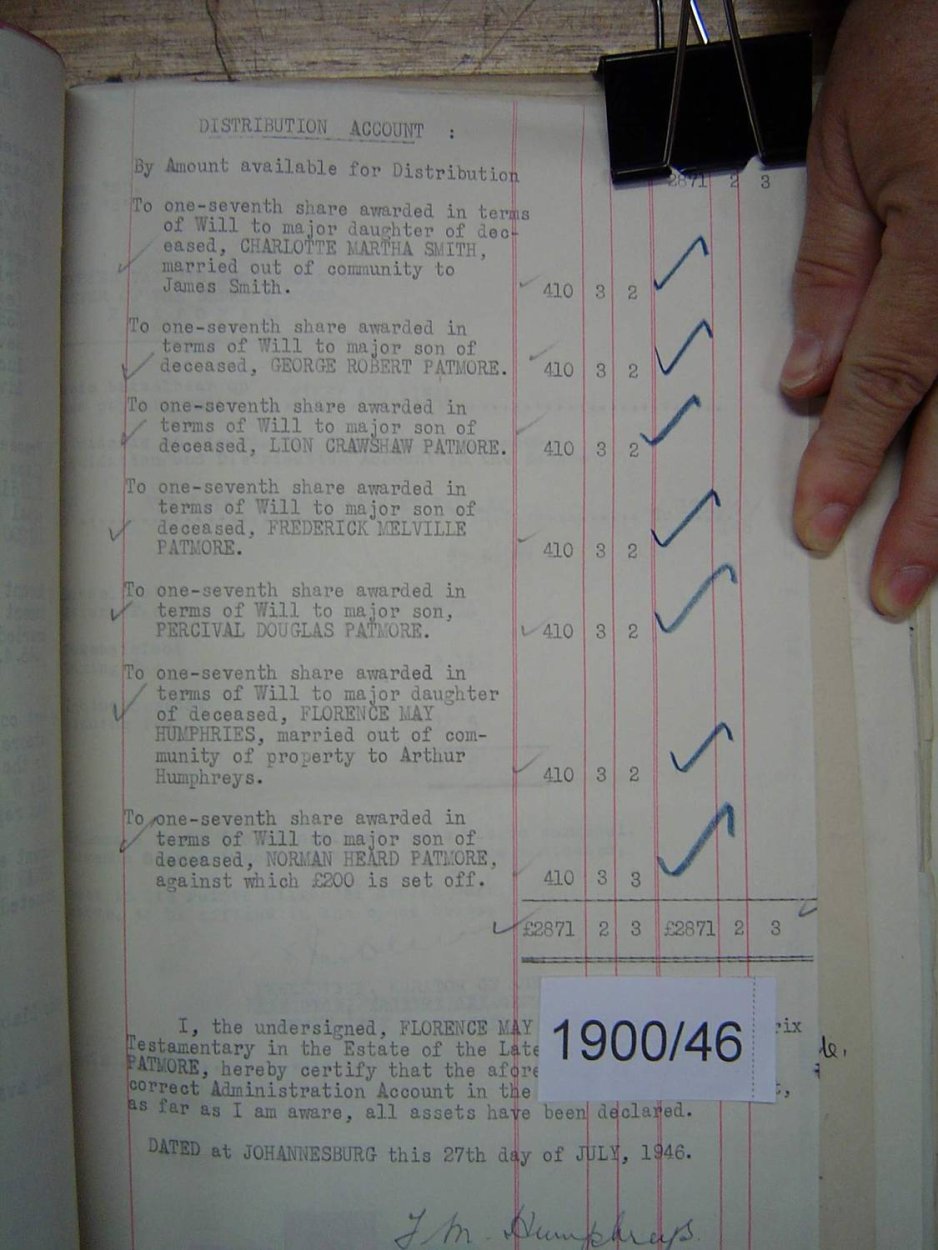 DISTRIBUTION ACCOUNT :
By Amount available for Distribution 2871 2 3
To one-seventh share awarded in terms
of Will to major daughter of dec-
eased, CHARLOTTE MARTHA SMITH,
married out of community to
James Smith. 410 3 2
To one-seventh share awarded in
terms of Will to major son of
deceased, GEORGE ROBERT PATMORE. 410 3 2
To one-seventh share awarded in
terms of Will to major son of
deceased, LION CRAWSHAW PATMORE. 410 3 2
To one-seventh share awarded in
terms of Will to major son of
deceased, FREDERICK MELVILLE
PATMORE. 410 3 2
To one-seventh share awarded in
terms of Will to major son,
PERCIVAL DOUGLAS PATMORE. 410 3 2
To one-seventh share awarded in
terms of Will to major daughter
of deceased, FLORENCE MAY
HUMPHRIES, married out of com-
munity of property to Arthur
Humphreys. 410 3 2
To one-seventh share awarded in
terms of Will to major son of
deceased, NORMAN HEARD PATMORE,
against which £200 is set off. 410 3 3
£2871 2 3 £2871 2 3
I, the undersigned, FLORENCE MAY rix
Testamentary in the Estate of the Late
PATMORE, hereby certify that the afore
correct Administration Account in the t,
as far as I am aware, all assets have been declared.
1900/46
DATED at JOHANNESBURG this 27th day of JULY, 1946.
F M. Humphreys.